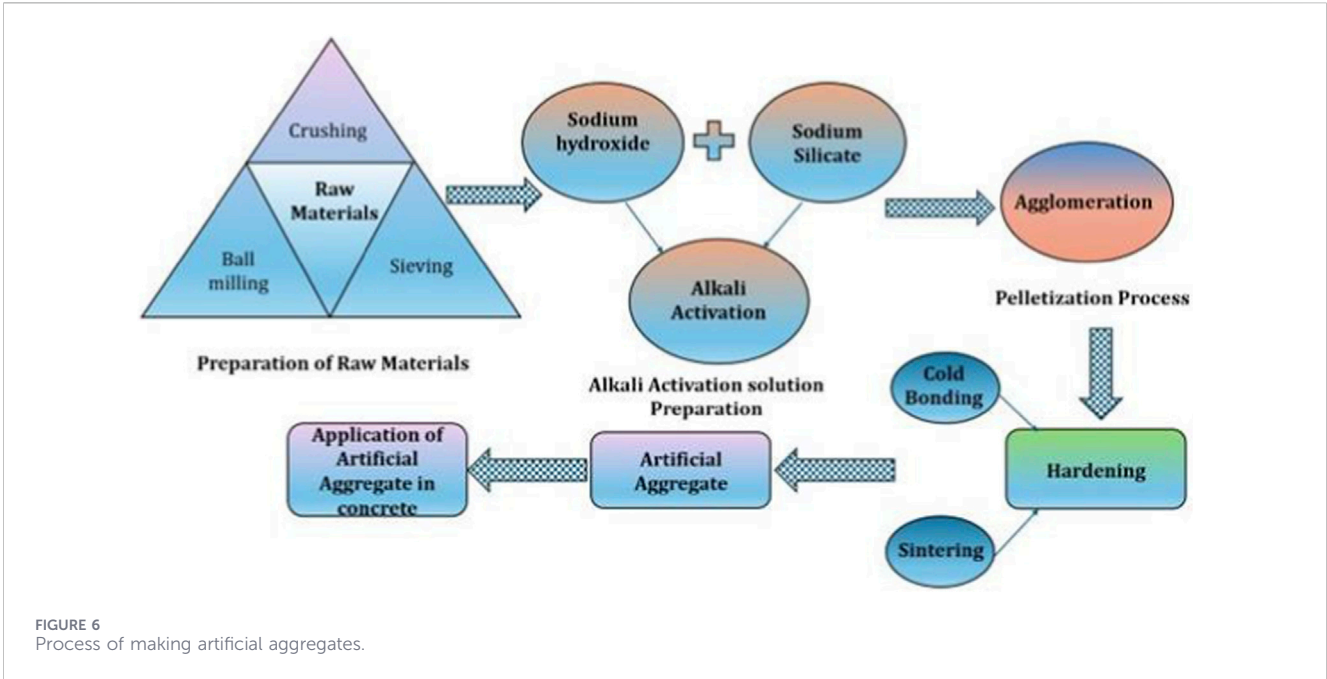 Crushing
Raw
Materials
Ball
milling
Sieving
Preparation of Raw Materials
Sodium
hydroxide
Sodium
Silicate
Alkali
Activation
Alkali Activation solution
Preparation
Agglomeration
Pelletization Process
Cold
Bonding
Hardening
Sintering
Artificial
Aggregate
Application of
Artificial
Aggregate in
concrete
FIGURE 6
Process of making artificial aggregates.